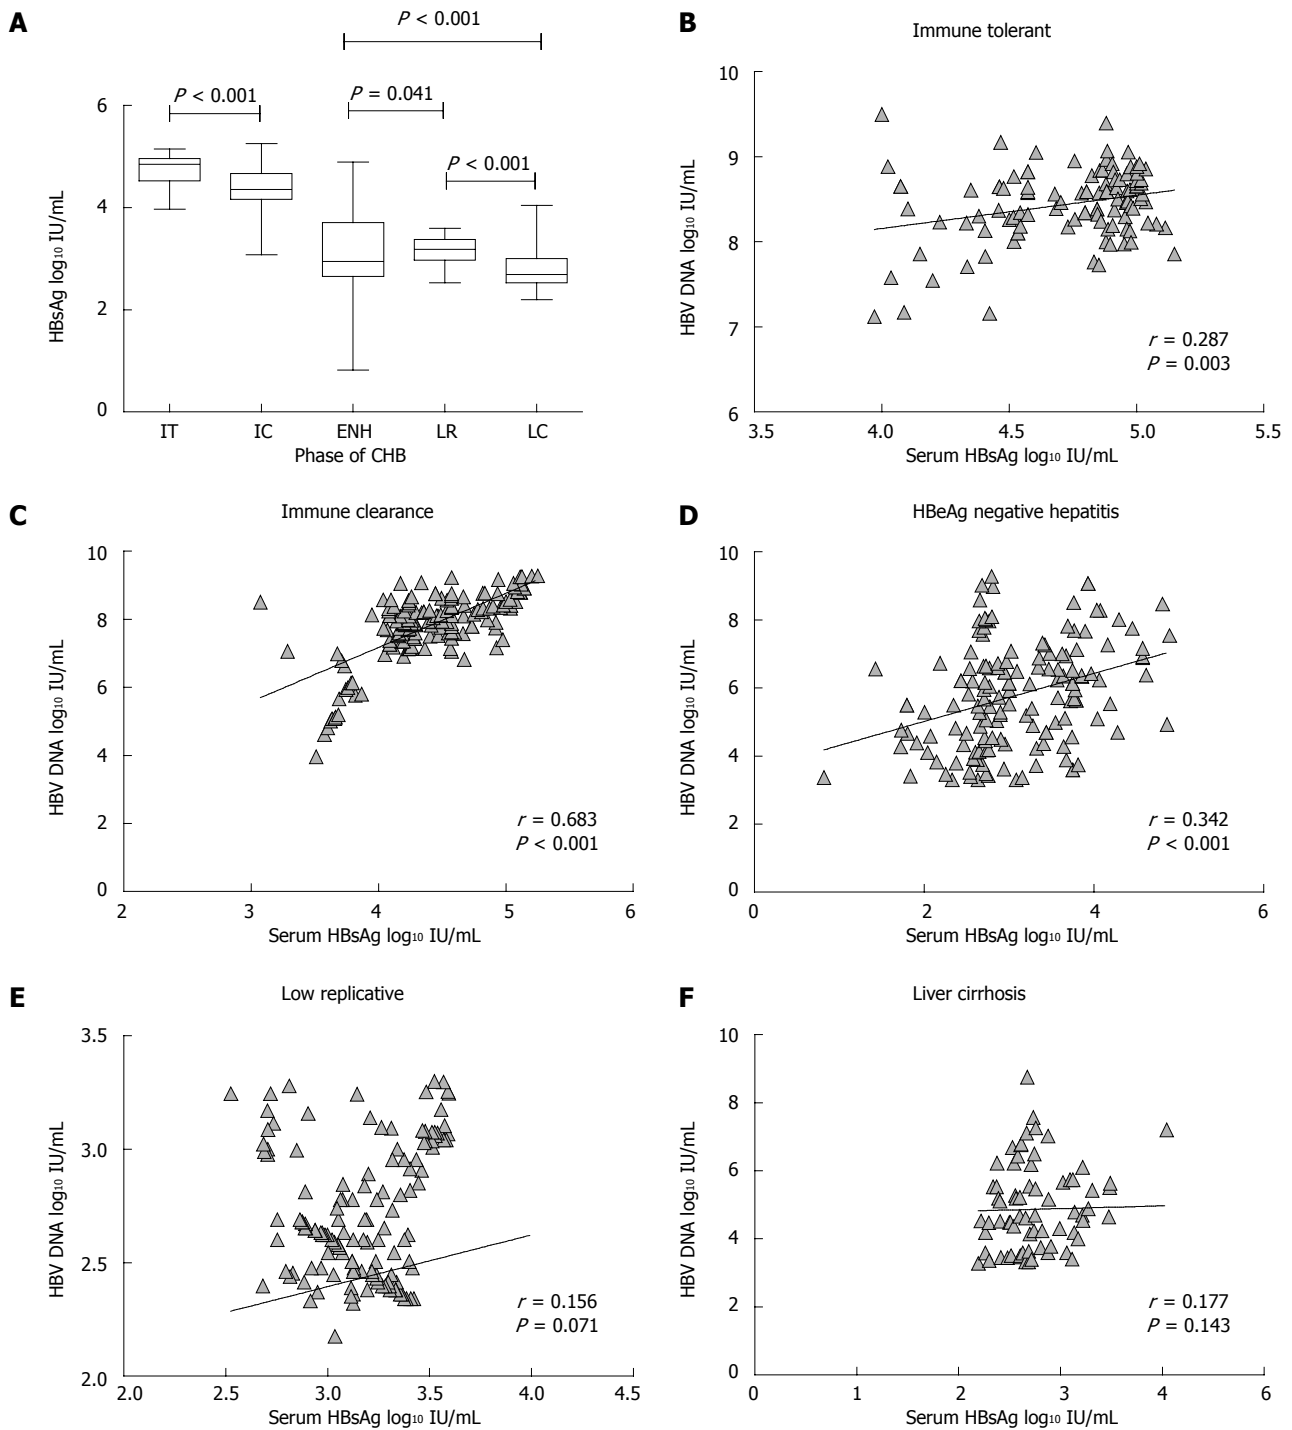 A
P < 0.001
P < 0.001
P = 0.041
P < 0.001
HBsAg log₁₀ IU/mL
6
4
2
0
IT IC ENH LR LC
Phase of CHB
B
Immune tolerant
HBV DNA log₁₀ IU/mL
10
9
8
7
6
r = 0.287
P = 0.003
3.5 4.0 4.5 5.0 5.5
Serum HBsAg log₁₀ IU/mL
C
Immune clearance
HBV DNA log₁₀ IU/mL
10
8
6
4
2
0
r = 0.683
P < 0.001
2 3 4 5 6
Serum HBsAg log₁₀ IU/mL
D
HBeAg negative hepatitis
HBV DNA log₁₀ IU/mL
10
8
6
4
2
0
r = 0.342
P < 0.001
0 2 4 6
Serum HBsAg log₁₀ IU/mL
E
Low replicative
HBV DNA log₁₀ IU/mL
3.5
3.0
2.5
2.0
r = 0.156
P = 0.071
2.0 2.5 3.0 3.5 4.0 4.5
Serum HBsAg log₁₀ IU/mL
F
Liver cirrhosis
HBV DNA log₁₀ IU/mL
10
8
6
4
2
0
r = 0.177
P = 0.143
0 1 2 3 4 6
Serum HBsAg log₁₀ IU/mL